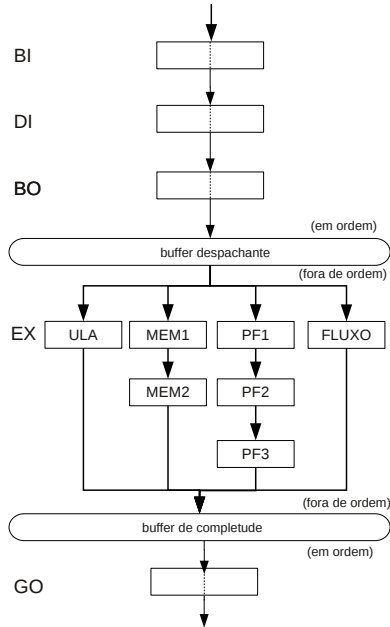 BI
DI
BO
(em ordem)
buffer despachante
(fora de ordem)
EX
ULA
MEM1
PF1
FLUXO
MEM2
PF2
PF3
(fora de ordem)
buffer de completude
(em ordem)
GO